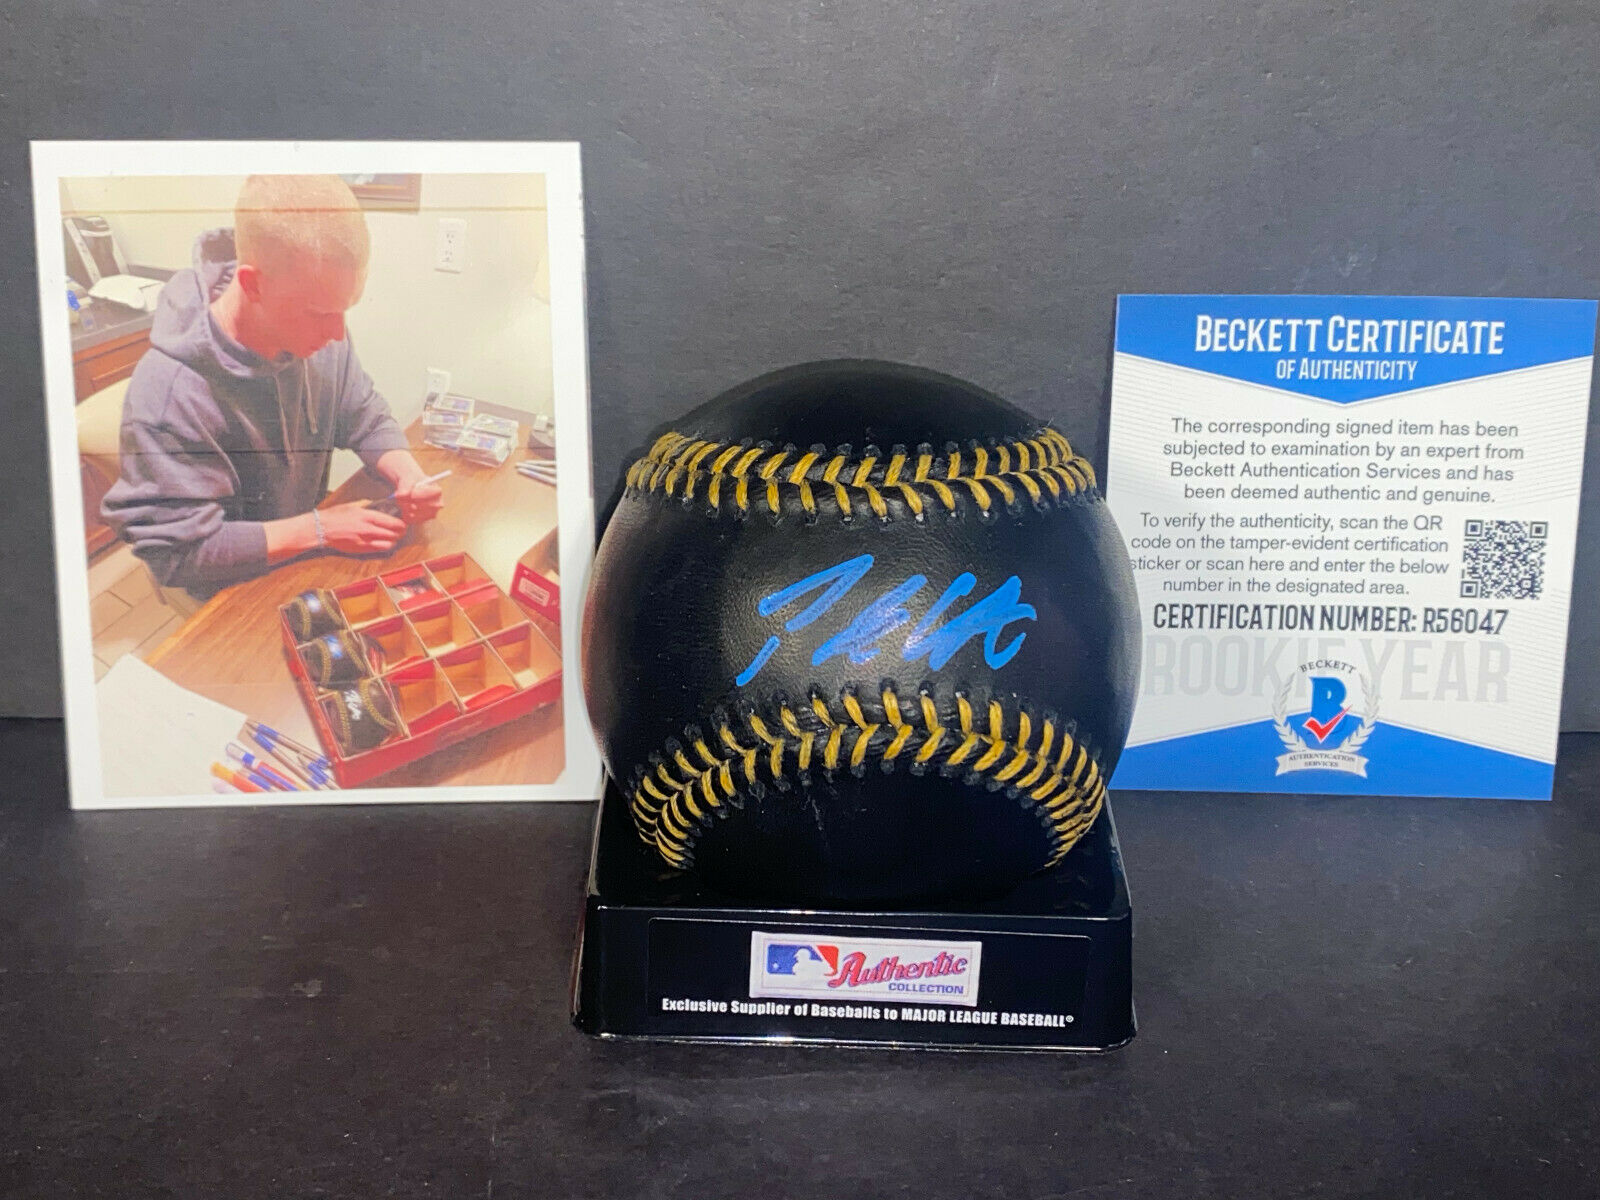 BECKETT CERTIFICATE
OF AUTHENTICITY
The corresponding signed item has been
subjected to examination by an expert from
Beckett Authentication Services and has
been deemed authentic and genuine.
To verify the authenticity, scan the QR
code on the tamper-evident certification
sticker or scan here and enter the below
number in the designated area.
CERTIFICATION NUMBER: R56047
ROOKIE YEAR
BECKETT
B
AUTHENTICATION
SERVICES
Authentic
COLLECTION
Exclusive Supplier of Baseballs to MAJOR LEAGUE BASEBALL®